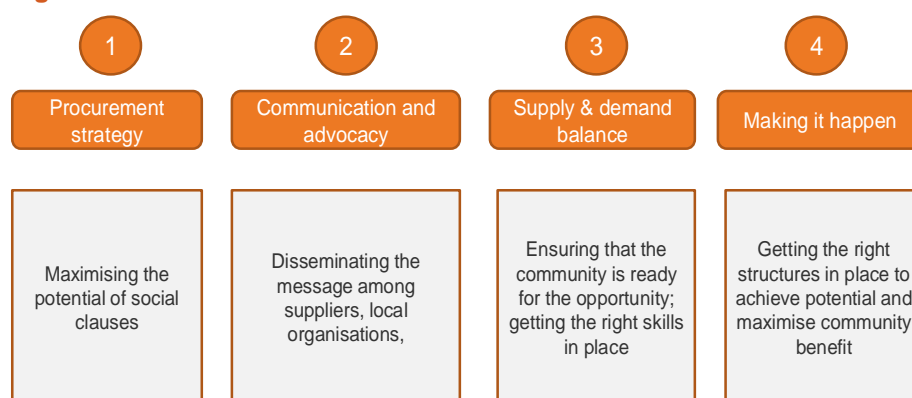 1
2
3
4
Procurement
strategy
Communication and
advocacy
Supply & demand
balance
Making it happen
Maximising the
potential of social
clauses
Disseminating the
message among
suppliers, local
organisations,
Ensuring that the
community is ready
for the opportunity;
getting the right skills
in place
Getting the right
structures in place to
achieve potential and
maximise community
benefit